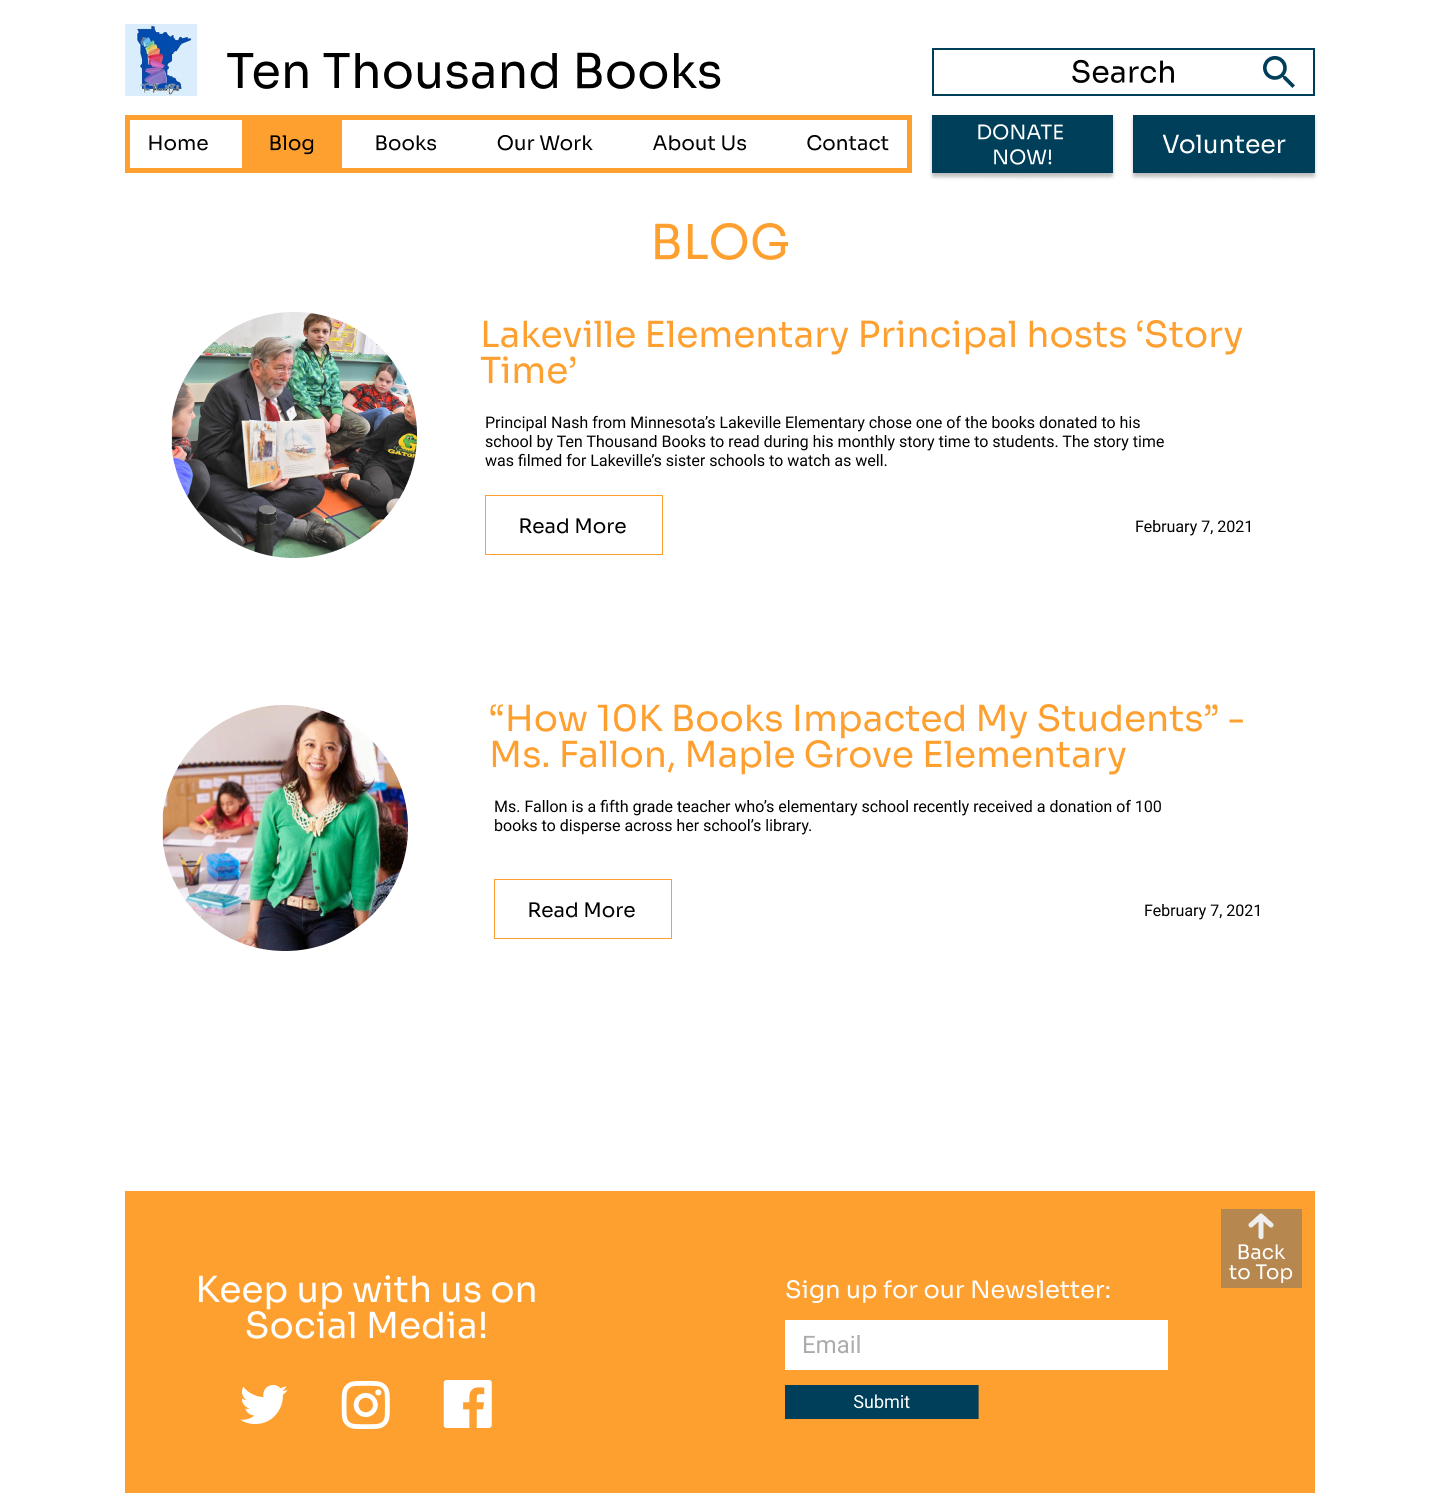 Ten Thousand Books
Search
Home
Blog
Books
Our Work
About Us
Contact
DONATE
NOW!
Volunteer
BLOG
Lakeville Elementary Principal hosts ‘Story
Time’
Principal Nash from Minnesota’s Lakeville Elementary chose one of the books donated to his
school by Ten Thousand Books to read during his monthly story time to students. The story time
was filmed for Lakeville’s sister schools to watch as well.
Read More
February 7, 2021
“How 10K Books Impacted My Students” -
Ms. Fallon, Maple Grove Elementary
Ms. Fallon is a fifth grade teacher who’s elementary school recently received a donation of 100
books to disperse across her school’s library.
Read More
February 7, 2021
Back
to Top
Keep up with us on
Social Media!
Sign up for our Newsletter:
Email
Submit